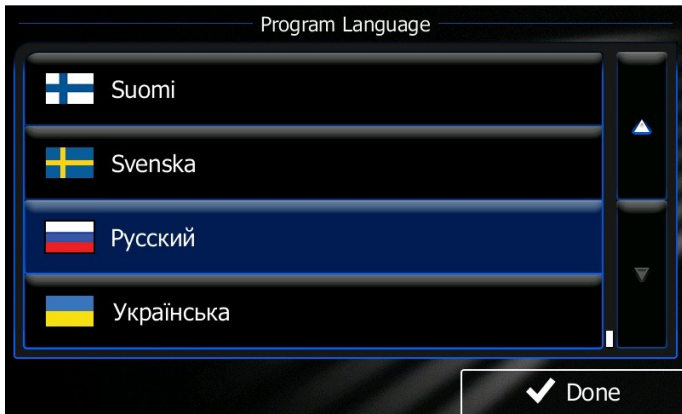 Program Language
Suomi
Svenska
Русский
Українська
Done